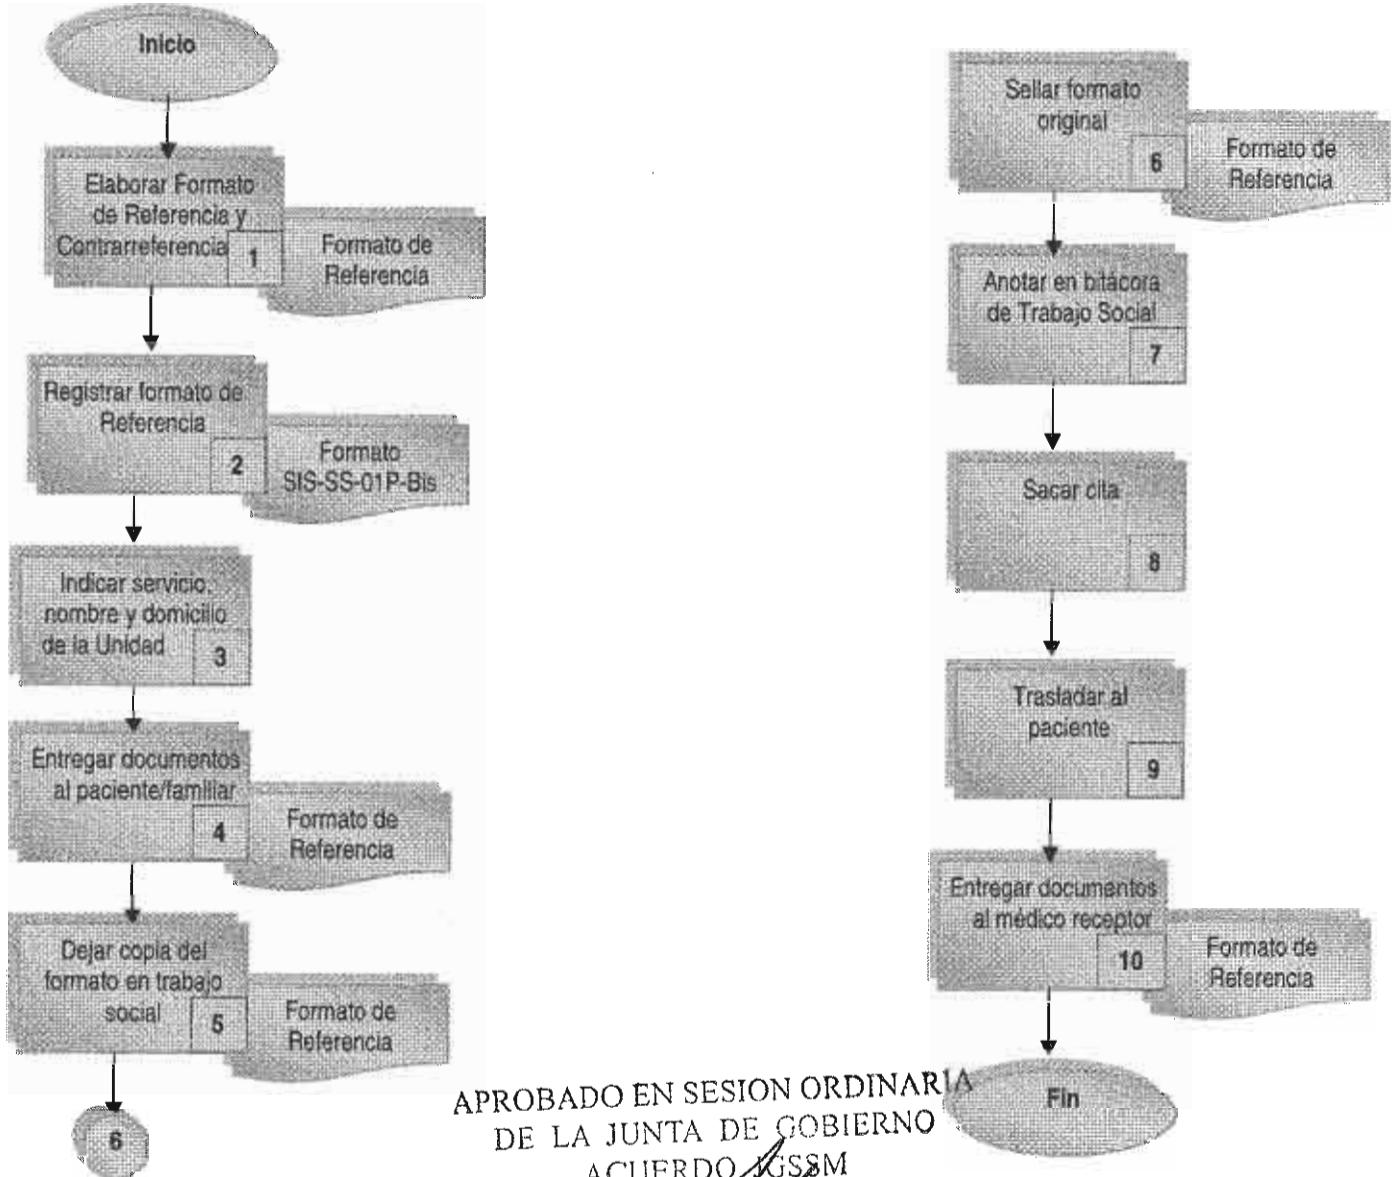 Inicio
Elaborar Formato
de Referencia y
Contrarreferencia
1
Formato de
Referencia
Registrar formato de
Referencia
2
Formato
SIS-SS-01P-Bis
Indicar servicio,
nombre y domicilio
de la Unidad
3
Entregar documentos
al paciente/familiar
4
Formato de
Referencia
Dejar copia del
formato en trabajo
social
5
Formato de
Referencia
6
Sellar formato
original
6
Formato de
Referencia
Anotar en bitácora
de Trabajo Social
7
Sacar cita
8
Trasladar al
paciente
9
Entregar documentos
al médico receptor
10
Formato de
Referencia
Fin
APROBADO EN SESION ORDINARIA
DE LA JUNTA DE GOBIERNO
ACUERDO JGSSM